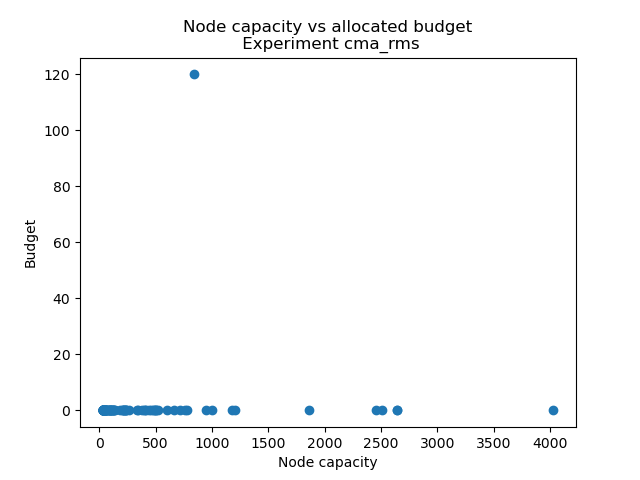 Node capacity vs allocated budget
Experiment cma_rms
120
100
80
60
40
20
0
Budget
0 500 1000 1500 2000 2500 3000 3500 4000
Node capacity